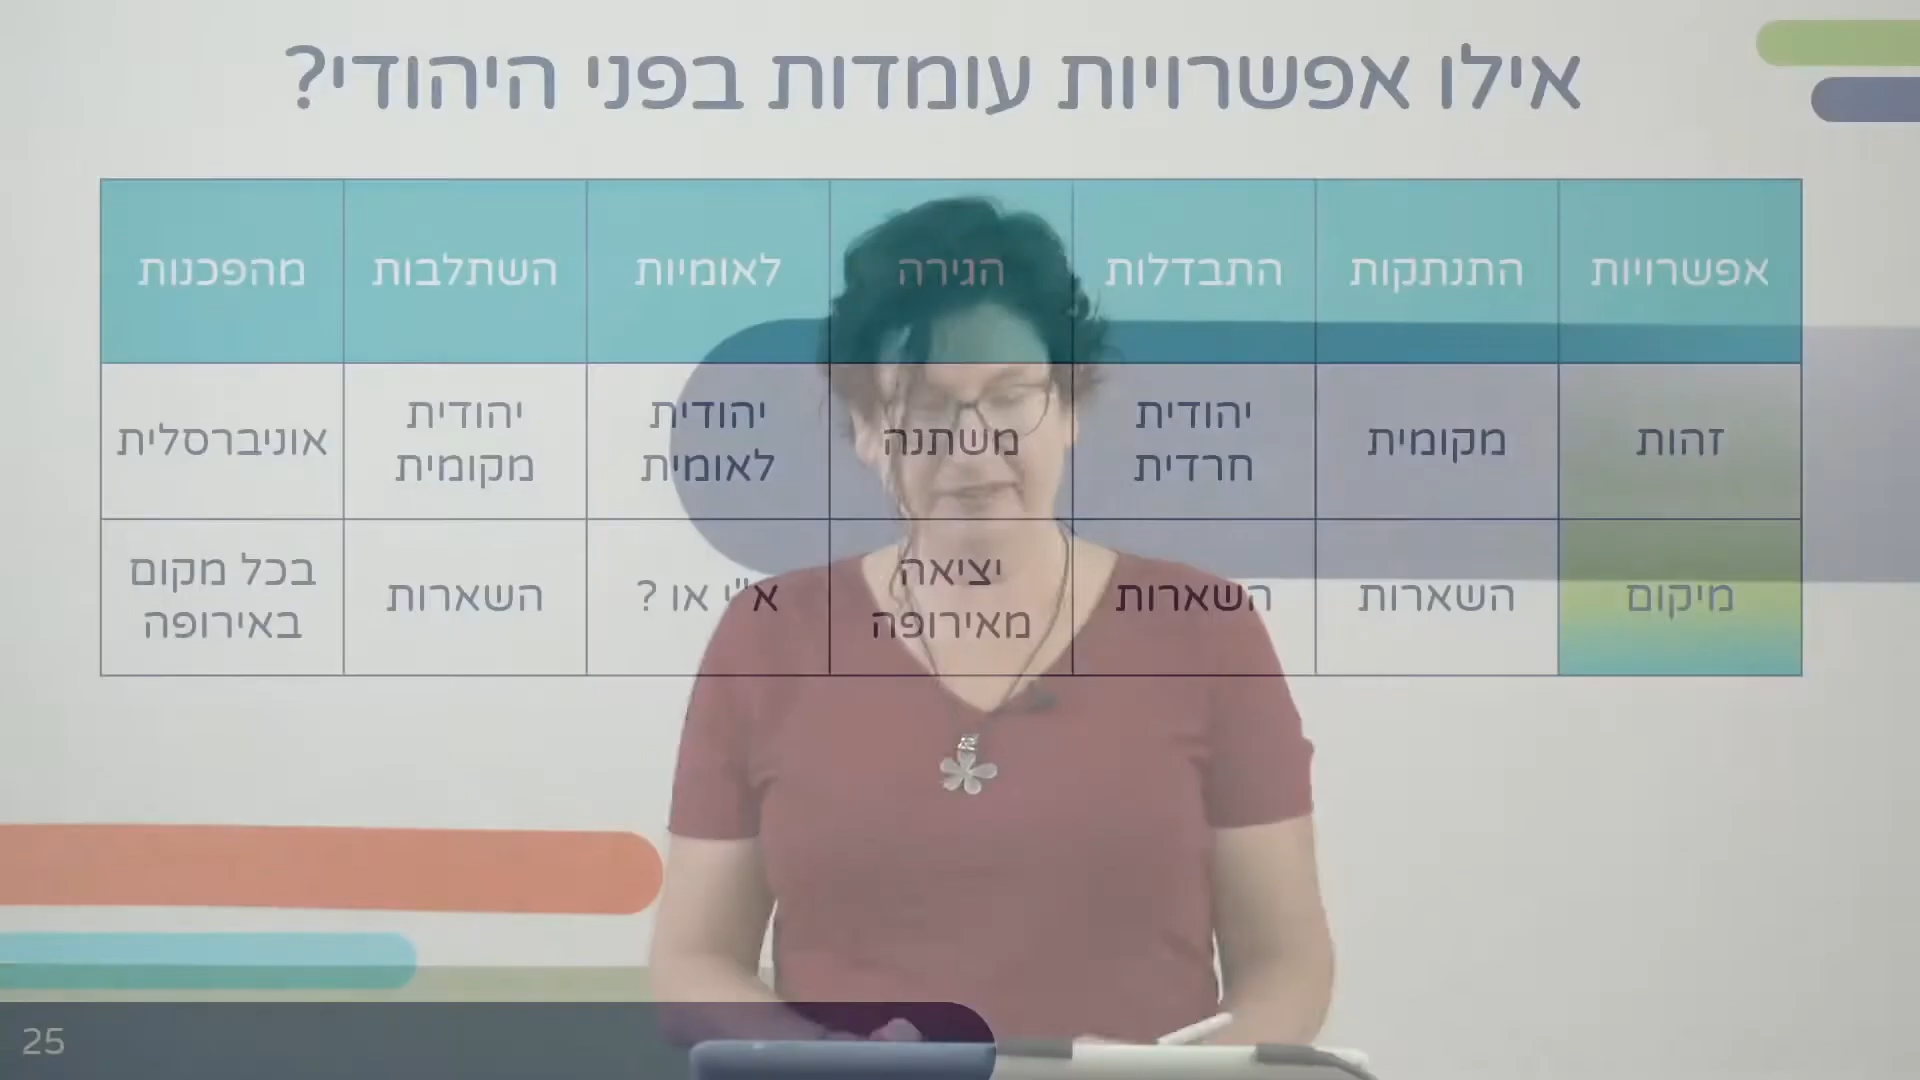 אילו אפשרויות עומדות בפני היהודי?
אפשרויות התנתקות התבדלות הגירה לאומיות השתלבות מהפכנות
זהות מקומית יהודית חרדית משתנה יהודית לאומית יהודית מקומית אוניברסלית
מיקום השארות השארות יציאה מאירופה א"י או ? השארות בכל מקום באירופה
25